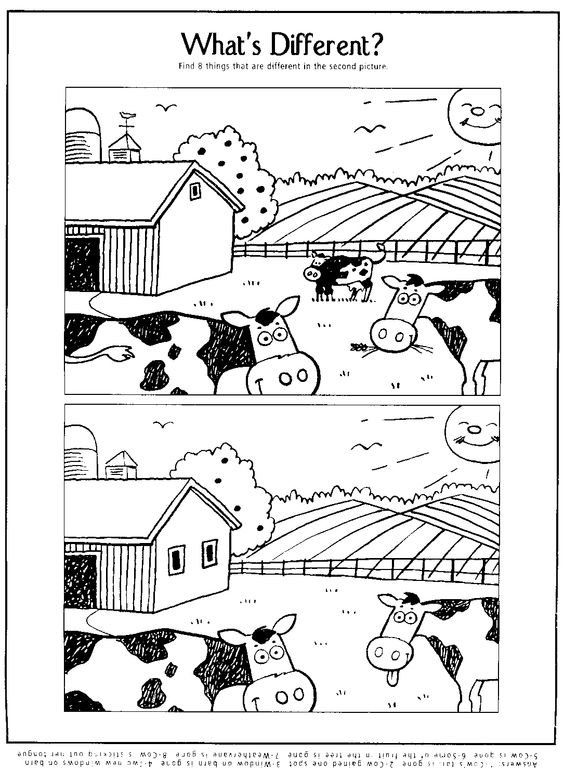 What's Different?
Find 8 things that are different in the second picture.
Answers: 1-Cow's tail is gone 2-Cow gained one spot 3-Window on barn is gone 4-Two new windows on barn
5-Cow is gone 6-Some of the fruit in the tree is gone 7-Weathervane is gone 8-Cow's sticking out her tongue